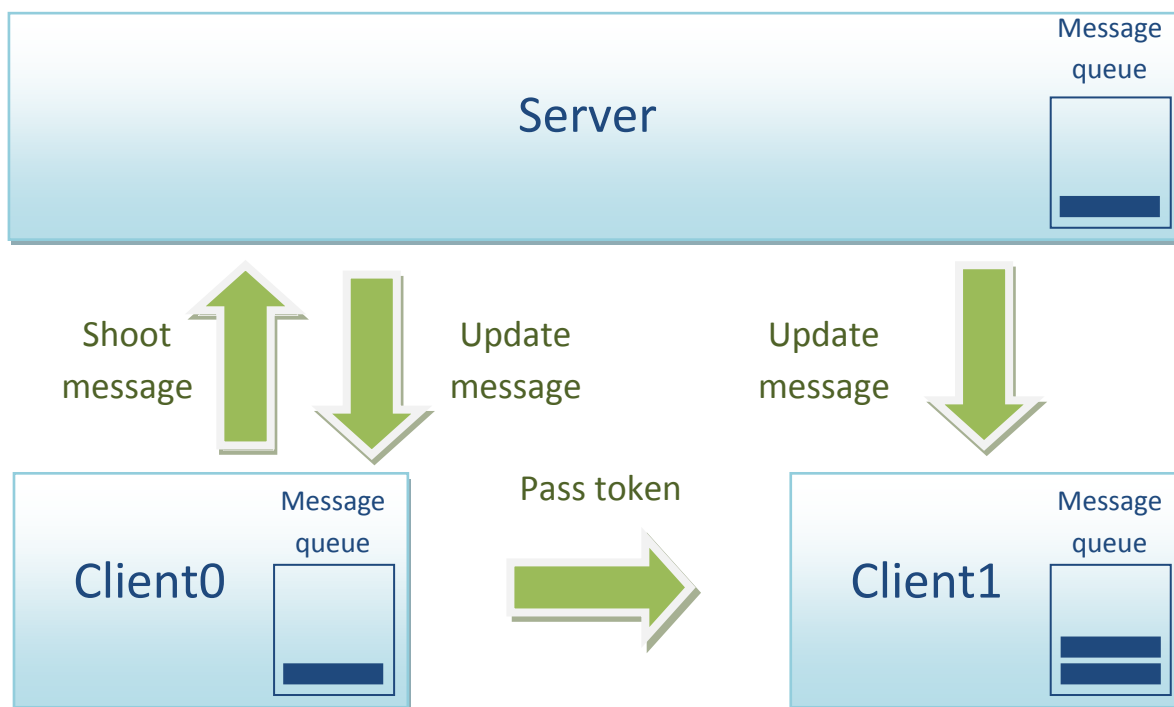 Message
queue
Server
Shoot
message
Update
message
Update
message
Pass token
Message
queue
Client0
Message
queue
Client1